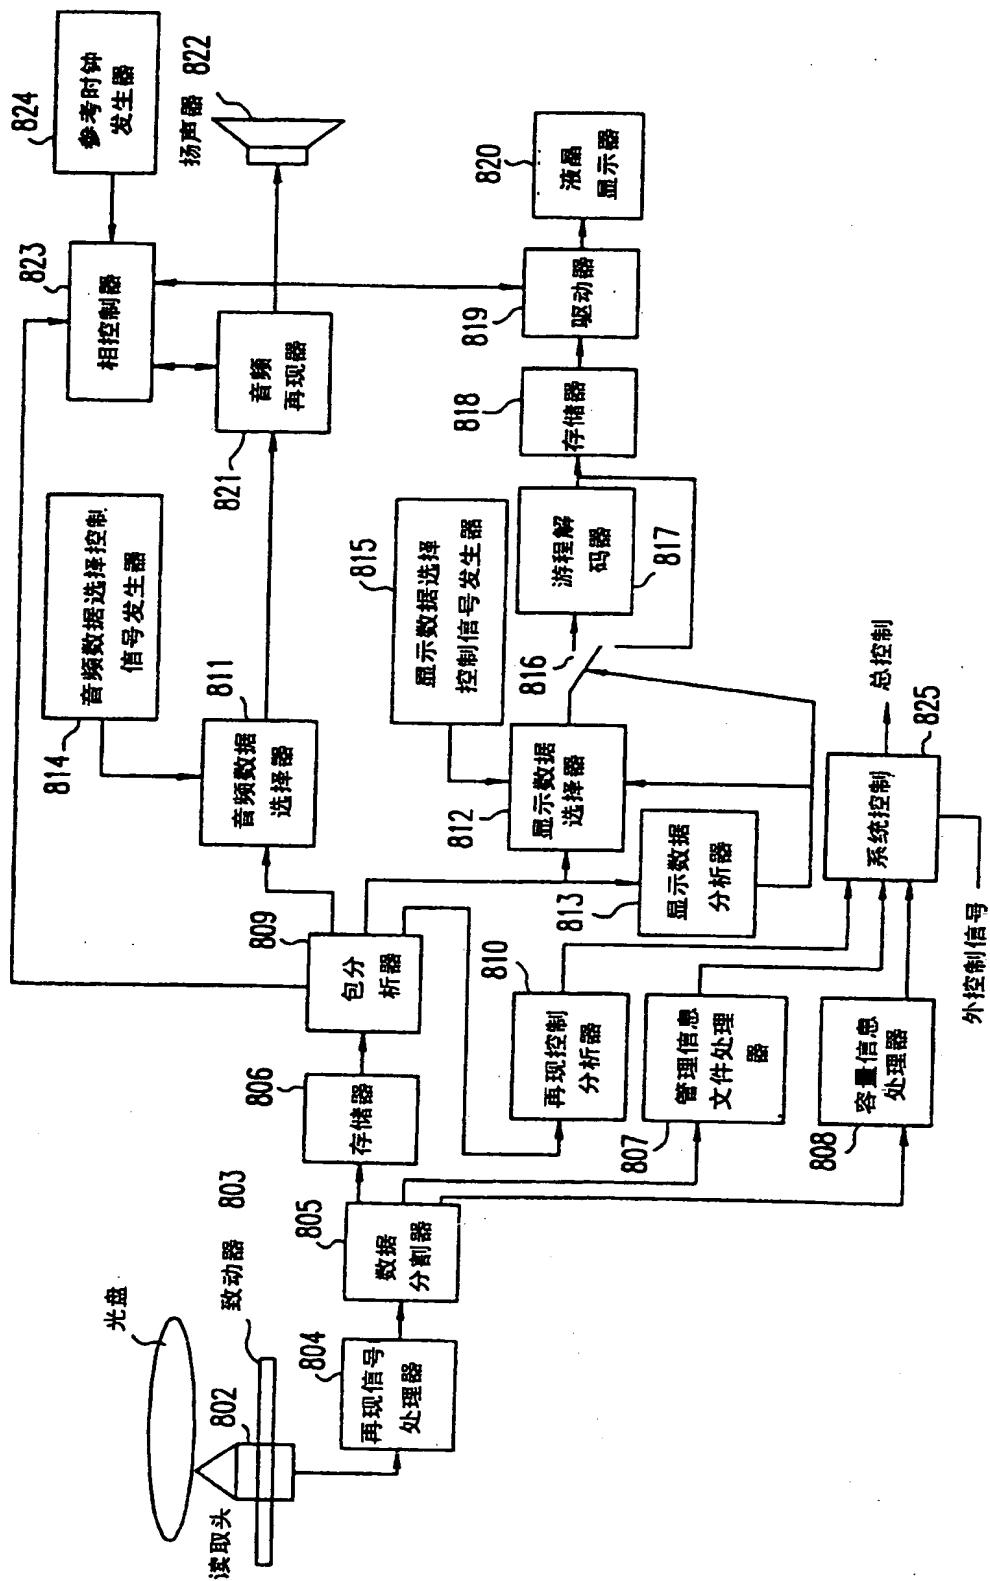 光盘
读取头
802
致动器 803
再现信号
处理器
804
数据
分割器
805
存储器
806
包分
析器
809
再现控制
分析器
810
管理信息
文件处理
器
807
容量信息
处理器
808
音频数据选择控制
信号发生器
814
音频数据
选择器
811
显示数据选择
控制信号发生器
815
显示数据
选择器
812
显示数据
分析器
813
816
游程解
码器
817
存储器
818
驱动器
819
液晶
显示器
820
音频
再现器
821
扬声器 822
相控制器
823
参考时钟
发生器
824
系统控制
825
总控制
外控制信号